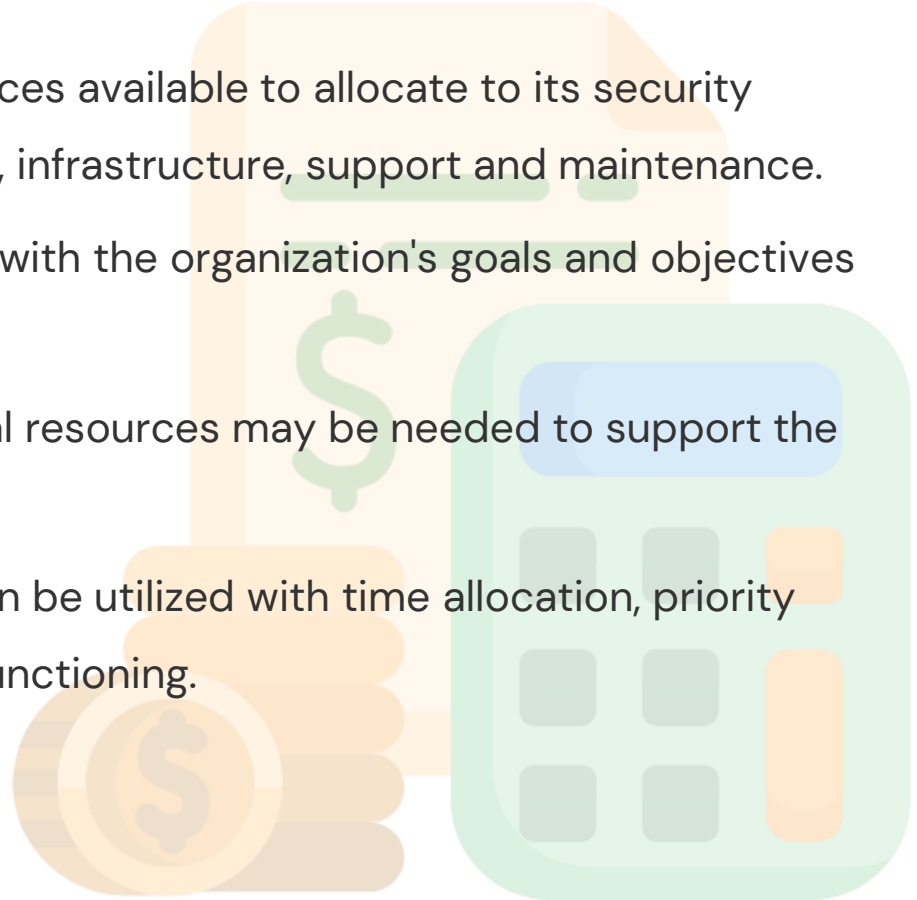 ces available to allocate to its security
, infrastructure, support and maintenance.
with the organization's goals and objectives
l resources may be needed to support the
n be utilized with time allocation, priority
nctioning.
$
$